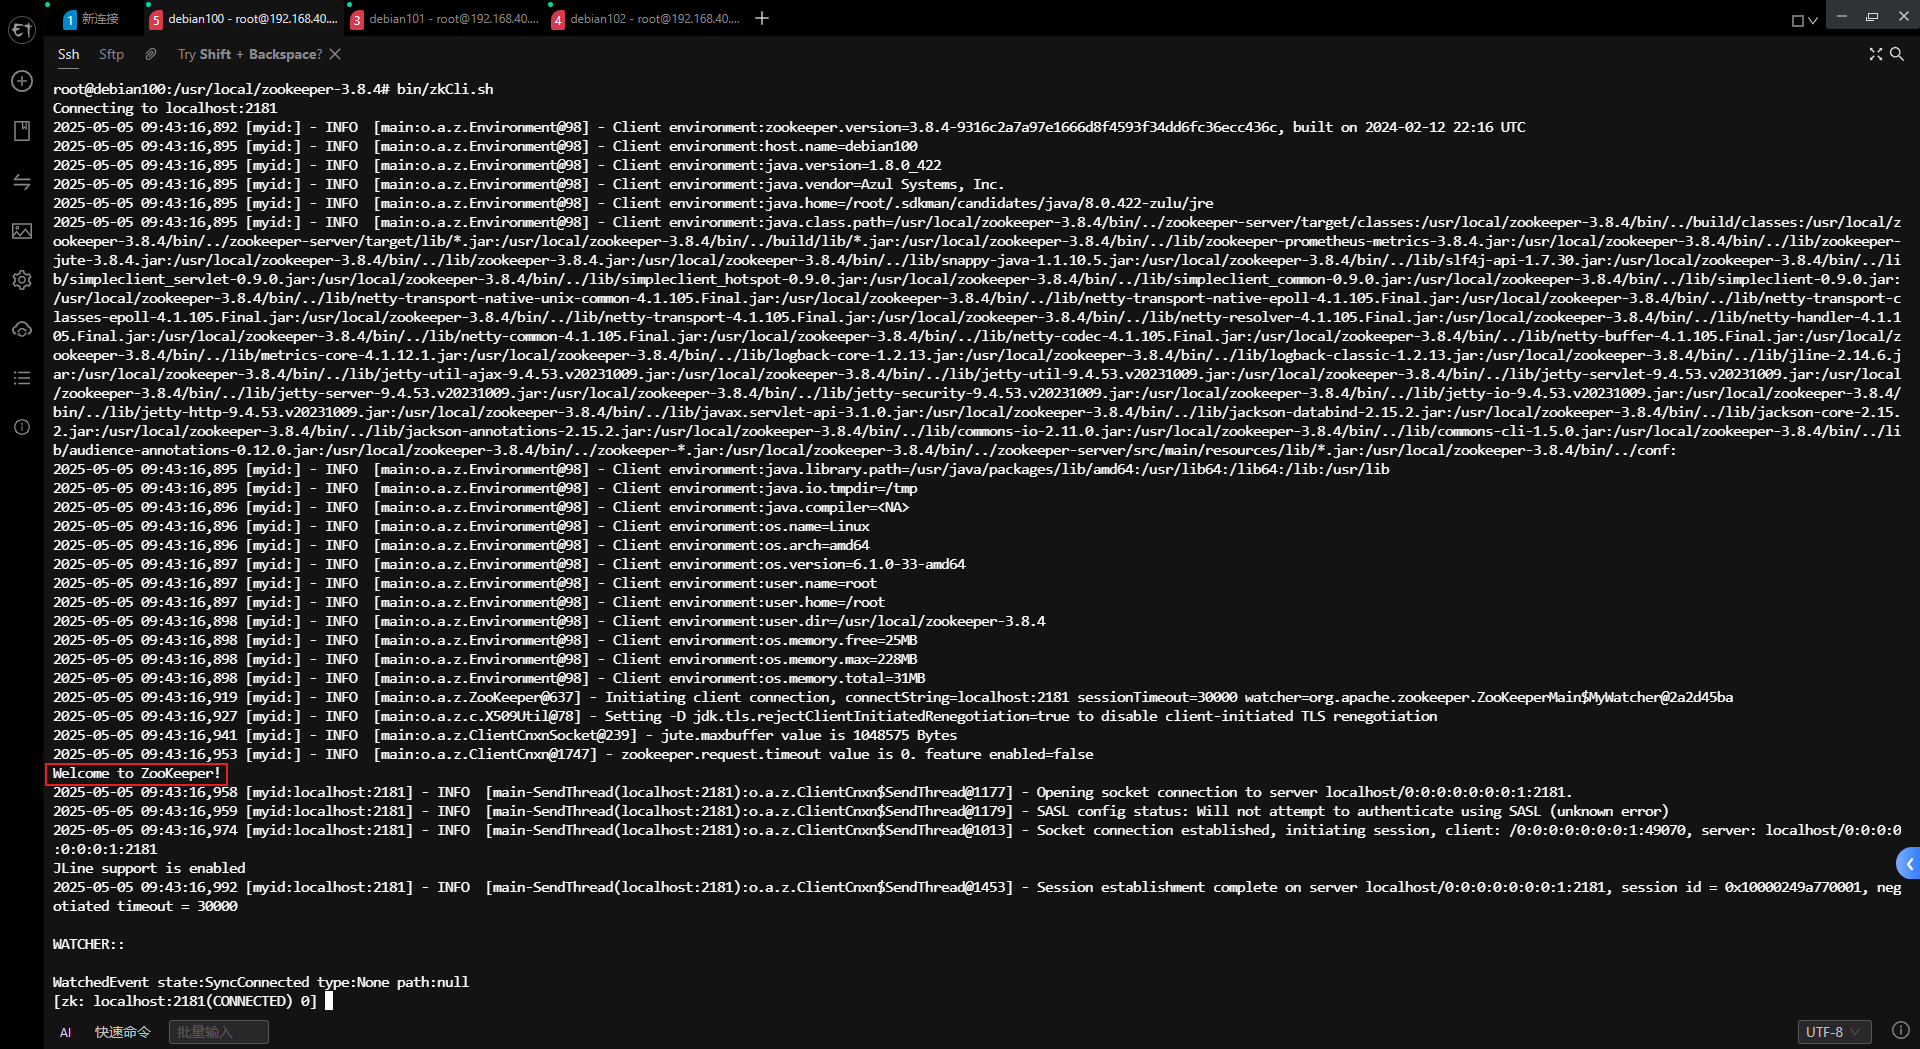 1 新连接
5 debian100 - root@192.168.40....
3 debian101 - root@192.168.40....
4 debian102 - root@192.168.40....
Ssh Sftp Try Shift + Backspace?
root@debian100:/usr/local/zookeeper-3.8.4# bin/zkCli.sh
Connecting to localhost:2181
2025-05-05 09:43:16,892 [myid:] - INFO  [main:o.a.z.Environment@98] - Client environment:zookeeper.version=3.8.4-9316c2a7a97e1666d8f4593f34dd6fc36ecc436c, built on 2024-02-12 22:16 UTC
2025-05-05 09:43:16,895 [myid:] - INFO  [main:o.a.z.Environment@98] - Client environment:host.name=debian100
2025-05-05 09:43:16,895 [myid:] - INFO  [main:o.a.z.Environment@98] - Client environment:java.version=1.8.0_422
2025-05-05 09:43:16,895 [myid:] - INFO  [main:o.a.z.Environment@98] - Client environment:java.vendor=Azul Systems, Inc.
2025-05-05 09:43:16,895 [myid:] - INFO  [main:o.a.z.Environment@98] - Client environment:java.home=/root/.sdkman/candidates/java/8.0.422-zulu/jre
2025-05-05 09:43:16,895 [myid:] - INFO  [main:o.a.z.Environment@98] - Client environment:java.class.path=/usr/local/zookeeper-3.8.4/bin/../zookeeper-server/target/classes:/usr/local/zookeeper-3.8.4/bin/../build/classes:/usr/local/z
ookeeper-3.8.4/bin/../zookeeper-server/target/lib/*.jar:/usr/local/zookeeper-3.8.4/bin/../build/lib/*.jar:/usr/local/zookeeper-3.8.4/bin/../lib/zookeeper-prometheus-metrics-3.8.4.jar:/usr/local/zookeeper-3.8.4/bin/../lib/zookeeper-
jute-3.8.4.jar:/usr/local/zookeeper-3.8.4/bin/../lib/zookeeper-3.8.4.jar:/usr/local/zookeeper-3.8.4/bin/../lib/snappy-java-1.1.10.5.jar:/usr/local/zookeeper-3.8.4/bin/../lib/slf4j-api-1.7.30.jar:/usr/local/zookeeper-3.8.4/bin/../li
b/simpleclient_servlet-0.9.0.jar:/usr/local/zookeeper-3.8.4/bin/../lib/simpleclient_hotspot-0.9.0.jar:/usr/local/zookeeper-3.8.4/bin/../lib/simpleclient_common-0.9.0.jar:/usr/local/zookeeper-3.8.4/bin/../lib/simpleclient-0.9.0.jar:
/usr/local/zookeeper-3.8.4/bin/../lib/netty-transport-native-unix-common-4.1.105.Final.jar:/usr/local/zookeeper-3.8.4/bin/../lib/netty-transport-native-epoll-4.1.105.Final.jar:/usr/local/zookeeper-3.8.4/bin/../lib/netty-transport-c
lasses-epoll-4.1.105.Final.jar:/usr/local/zookeeper-3.8.4/bin/../lib/netty-transport-4.1.105.Final.jar:/usr/local/zookeeper-3.8.4/bin/../lib/netty-resolver-4.1.105.Final.jar:/usr/local/zookeeper-3.8.4/bin/../lib/netty-handler-4.1.1
05.Final.jar:/usr/local/zookeeper-3.8.4/bin/../lib/netty-common-4.1.105.Final.jar:/usr/local/zookeeper-3.8.4/bin/../lib/netty-codec-4.1.105.Final.jar:/usr/local/zookeeper-3.8.4/bin/../lib/netty-buffer-4.1.105.Final.jar:/usr/local/z
ookeeper-3.8.4/bin/../lib/metrics-core-4.1.12.1.jar:/usr/local/zookeeper-3.8.4/bin/../lib/logback-core-1.2.13.jar:/usr/local/zookeeper-3.8.4/bin/../lib/logback-classic-1.2.13.jar:/usr/local/zookeeper-3.8.4/bin/../lib/jline-2.14.6.j
ar:/usr/local/zookeeper-3.8.4/bin/../lib/jetty-util-ajax-9.4.53.v20231009.jar:/usr/local/zookeeper-3.8.4/bin/../lib/jetty-util-9.4.53.v20231009.jar:/usr/local/zookeeper-3.8.4/bin/../lib/jetty-servlet-9.4.53.v20231009.jar:/usr/local
/zookeeper-3.8.4/bin/../lib/jetty-server-9.4.53.v20231009.jar:/usr/local/zookeeper-3.8.4/bin/../lib/jetty-security-9.4.53.v20231009.jar:/usr/local/zookeeper-3.8.4/bin/../lib/jetty-io-9.4.53.v20231009.jar:/usr/local/zookeeper-3.8.4/
bin/../lib/jetty-http-9.4.53.v20231009.jar:/usr/local/zookeeper-3.8.4/bin/../lib/javax.servlet-api-3.1.0.jar:/usr/local/zookeeper-3.8.4/bin/../lib/jackson-databind-2.15.2.jar:/usr/local/zookeeper-3.8.4/bin/../lib/jackson-core-2.15.
2.jar:/usr/local/zookeeper-3.8.4/bin/../lib/jackson-annotations-2.15.2.jar:/usr/local/zookeeper-3.8.4/bin/../lib/commons-io-2.11.0.jar:/usr/local/zookeeper-3.8.4/bin/../lib/commons-cli-1.5.0.jar:/usr/local/zookeeper-3.8.4/bin/../li
b/audience-annotations-0.12.0.jar:/usr/local/zookeeper-3.8.4/bin/../zookeeper-*.jar:/usr/local/zookeeper-3.8.4/bin/../zookeeper-server/src/main/resources/lib/*.jar:/usr/local/zookeeper-3.8.4/bin/../conf:
2025-05-05 09:43:16,895 [myid:] - INFO  [main:o.a.z.Environment@98] - Client environment:java.library.path=/usr/java/packages/lib/amd64:/usr/lib64:/lib64:/lib:/usr/lib
2025-05-05 09:43:16,895 [myid:] - INFO  [main:o.a.z.Environment@98] - Client environment:java.io.tmpdir=/tmp
2025-05-05 09:43:16,896 [myid:] - INFO  [main:o.a.z.Environment@98] - Client environment:java.compiler=<NA>
2025-05-05 09:43:16,896 [myid:] - INFO  [main:o.a.z.Environment@98] - Client environment:os.name=Linux
2025-05-05 09:43:16,896 [myid:] - INFO  [main:o.a.z.Environment@98] - Client environment:os.arch=amd64
2025-05-05 09:43:16,897 [myid:] - INFO  [main:o.a.z.Environment@98] - Client environment:os.version=6.1.0-33-amd64
2025-05-05 09:43:16,897 [myid:] - INFO  [main:o.a.z.Environment@98] - Client environment:user.name=root
2025-05-05 09:43:16,897 [myid:] - INFO  [main:o.a.z.Environment@98] - Client environment:user.home=/root
2025-05-05 09:43:16,898 [myid:] - INFO  [main:o.a.z.Environment@98] - Client environment:user.dir=/usr/local/zookeeper-3.8.4
2025-05-05 09:43:16,898 [myid:] - INFO  [main:o.a.z.Environment@98] - Client environment:os.memory.free=25MB
2025-05-05 09:43:16,898 [myid:] - INFO  [main:o.a.z.Environment@98] - Client environment:os.memory.max=228MB
2025-05-05 09:43:16,898 [myid:] - INFO  [main:o.a.z.Environment@98] - Client environment:os.memory.total=31MB
2025-05-05 09:43:16,919 [myid:] - INFO  [main:o.a.z.ZooKeeper@637] - Initiating client connection, connectString=localhost:2181 sessionTimeout=30000 watcher=org.apache.zookeeper.ZooKeeperMain$MyWatcher@2a2d45ba
2025-05-05 09:43:16,927 [myid:] - INFO  [main:o.a.z.c.X509Util@78] - Setting -D jdk.tls.rejectClientInitiatedRenegotiation=true to disable client-initiated TLS renegotiation
2025-05-05 09:43:16,941 [myid:] - INFO  [main:o.a.z.ClientCnxnSocket@239] - jute.maxbuffer value is 1048575 Bytes
2025-05-05 09:43:16,953 [myid:] - INFO  [main:o.a.z.ClientCnxn@1747] - zookeeper.request.timeout value is 0. feature enabled=false
Welcome to ZooKeeper!
2025-05-05 09:43:16,958 [myid:localhost:2181] - INFO  [main-SendThread(localhost:2181):o.a.z.ClientCnxn$SendThread@1177] - Opening socket connection to server localhost/0:0:0:0:0:0:0:1:2181.
2025-05-05 09:43:16,959 [myid:localhost:2181] - INFO  [main-SendThread(localhost:2181):o.a.z.ClientCnxn$SendThread@1179] - SASL config status: Will not attempt to authenticate using SASL (unknown error)
2025-05-05 09:43:16,974 [myid:localhost:2181] - INFO  [main-SendThread(localhost:2181):o.a.z.ClientCnxn$SendThread@1013] - Socket connection established, initiating session, client: /0:0:0:0:0:0:0:1:49070, server: localhost/0:0:0:0
:0:0:0:1:2181
JLine support is enabled
2025-05-05 09:43:16,992 [myid:localhost:2181] - INFO  [main-SendThread(localhost:2181):o.a.z.ClientCnxn$SendThread@1453] - Session establishment complete on server localhost/0:0:0:0:0:0:0:1:2181, session id = 0x10000249a770001, neg
otiated timeout = 30000
WATCHER::
WatchedEvent state:SyncConnected type:None path:null
[zk: localhost:2181(CONNECTED) 0]
AI 快速命令 批量输入 UTF-8